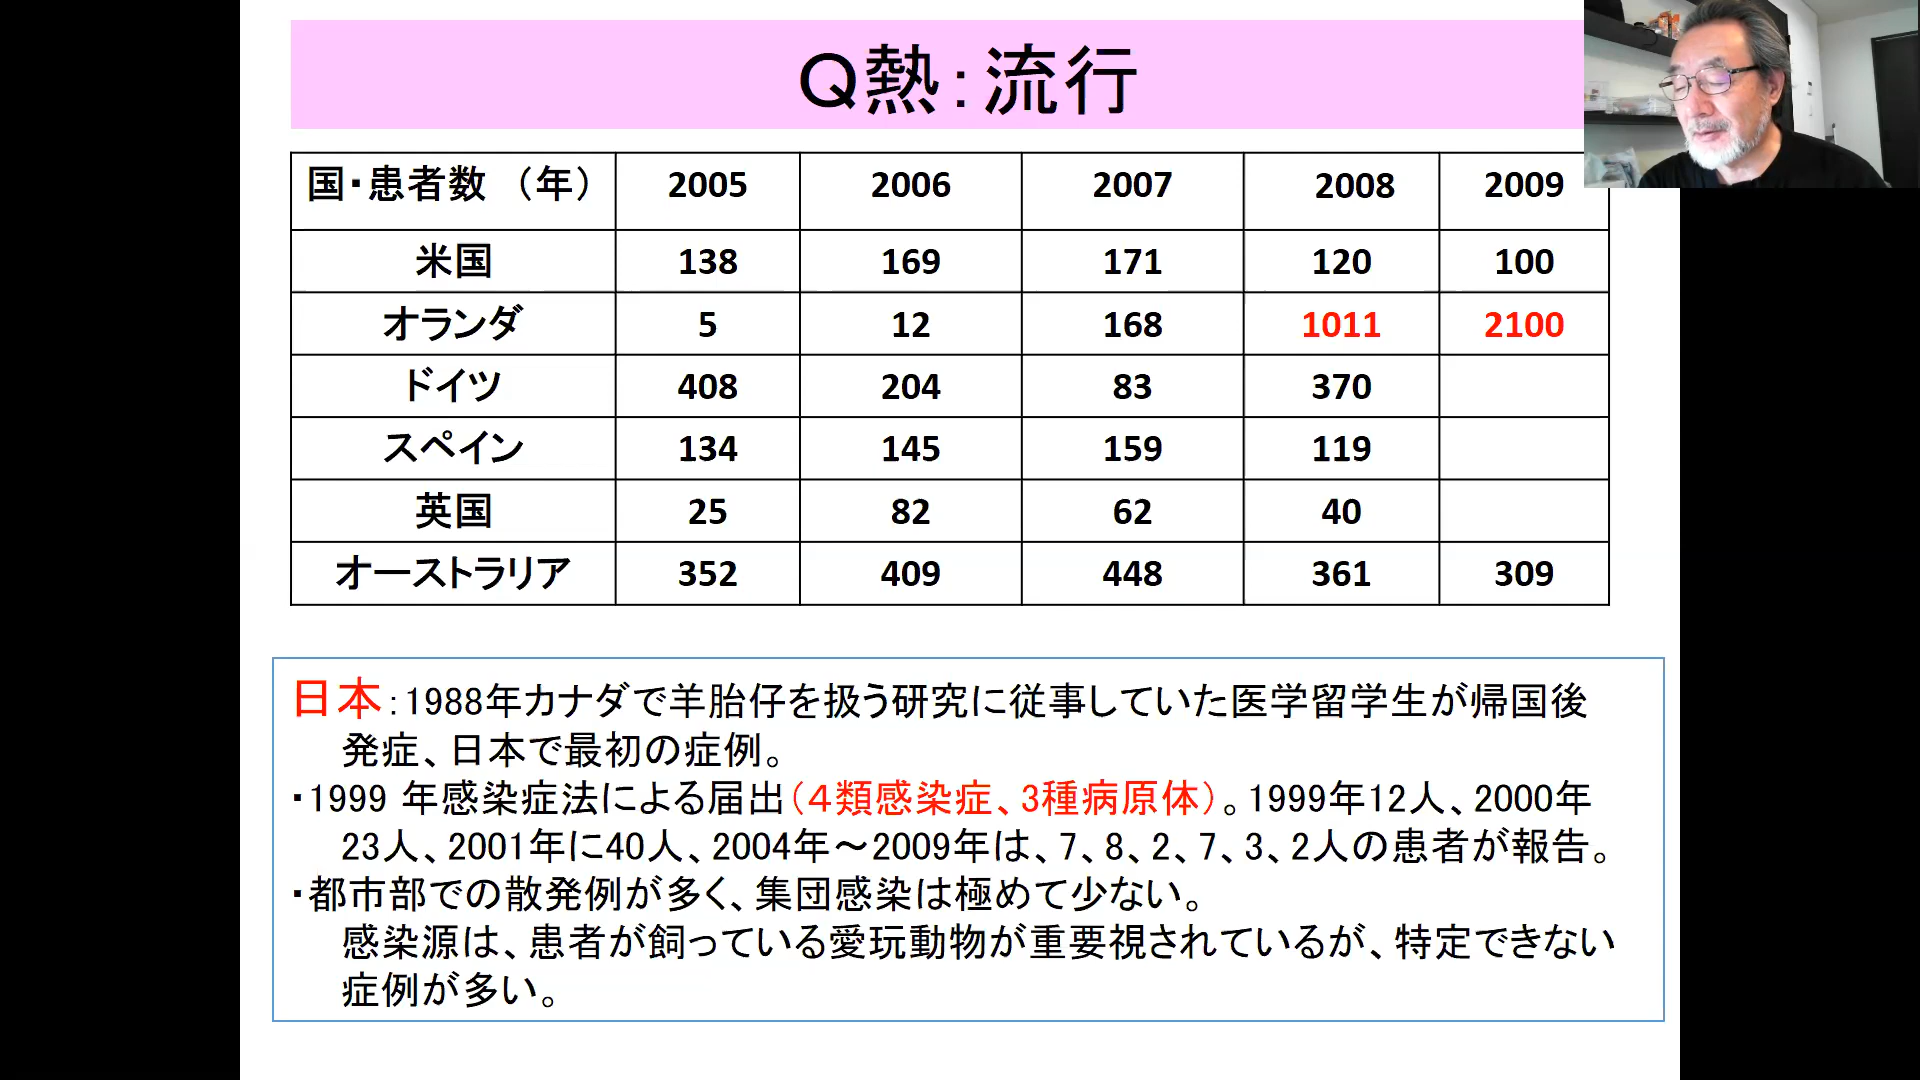 Q熱：流行
国・患者数　（年） 2005 2006 2007 2008 2009
米国 138 169 171 120 100
オランダ 5 12 168 1011 2100
ドイツ 408 204 83 370
スペイン 134 145 159 119
英国 25 82 62 40
オーストラリア 352 409 448 361 309
日本：1988年カナダで羊胎仔を扱う研究に従事していた医学留学生が帰国後
発症、日本で最初の症例。
・1999 年感染症法による届出（４類感染症、3種病原体）。1999年12人、2000年
23人、2001年に40人、2004年～2009年は、7、8、2、7、3、2人の患者が報告。
・都市部での散発例が多く、集団感染は極めて少ない。
感染源は、患者が飼っている愛玩動物が重要視されているが、特定できない
症例が多い。